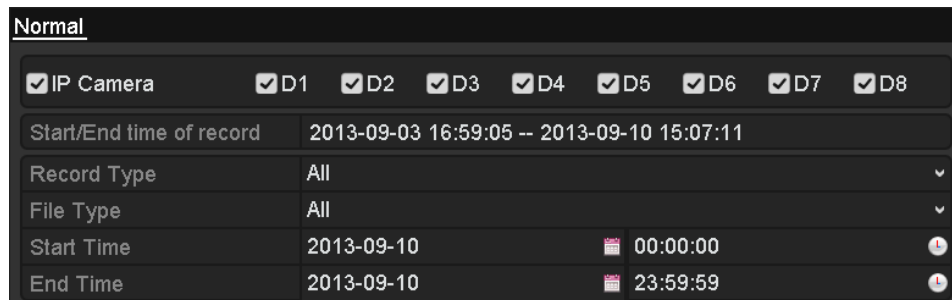 Normal
IP Camera D1 D2 D3 D4 D5 D6 D7 D8
Start/End time of record 2013-09-03 16:59:05 -- 2013-09-10 15:07:11
Record Type All
File Type All
Start Time 2013-09-10 00:00:00
End Time 2013-09-10 23:59:59